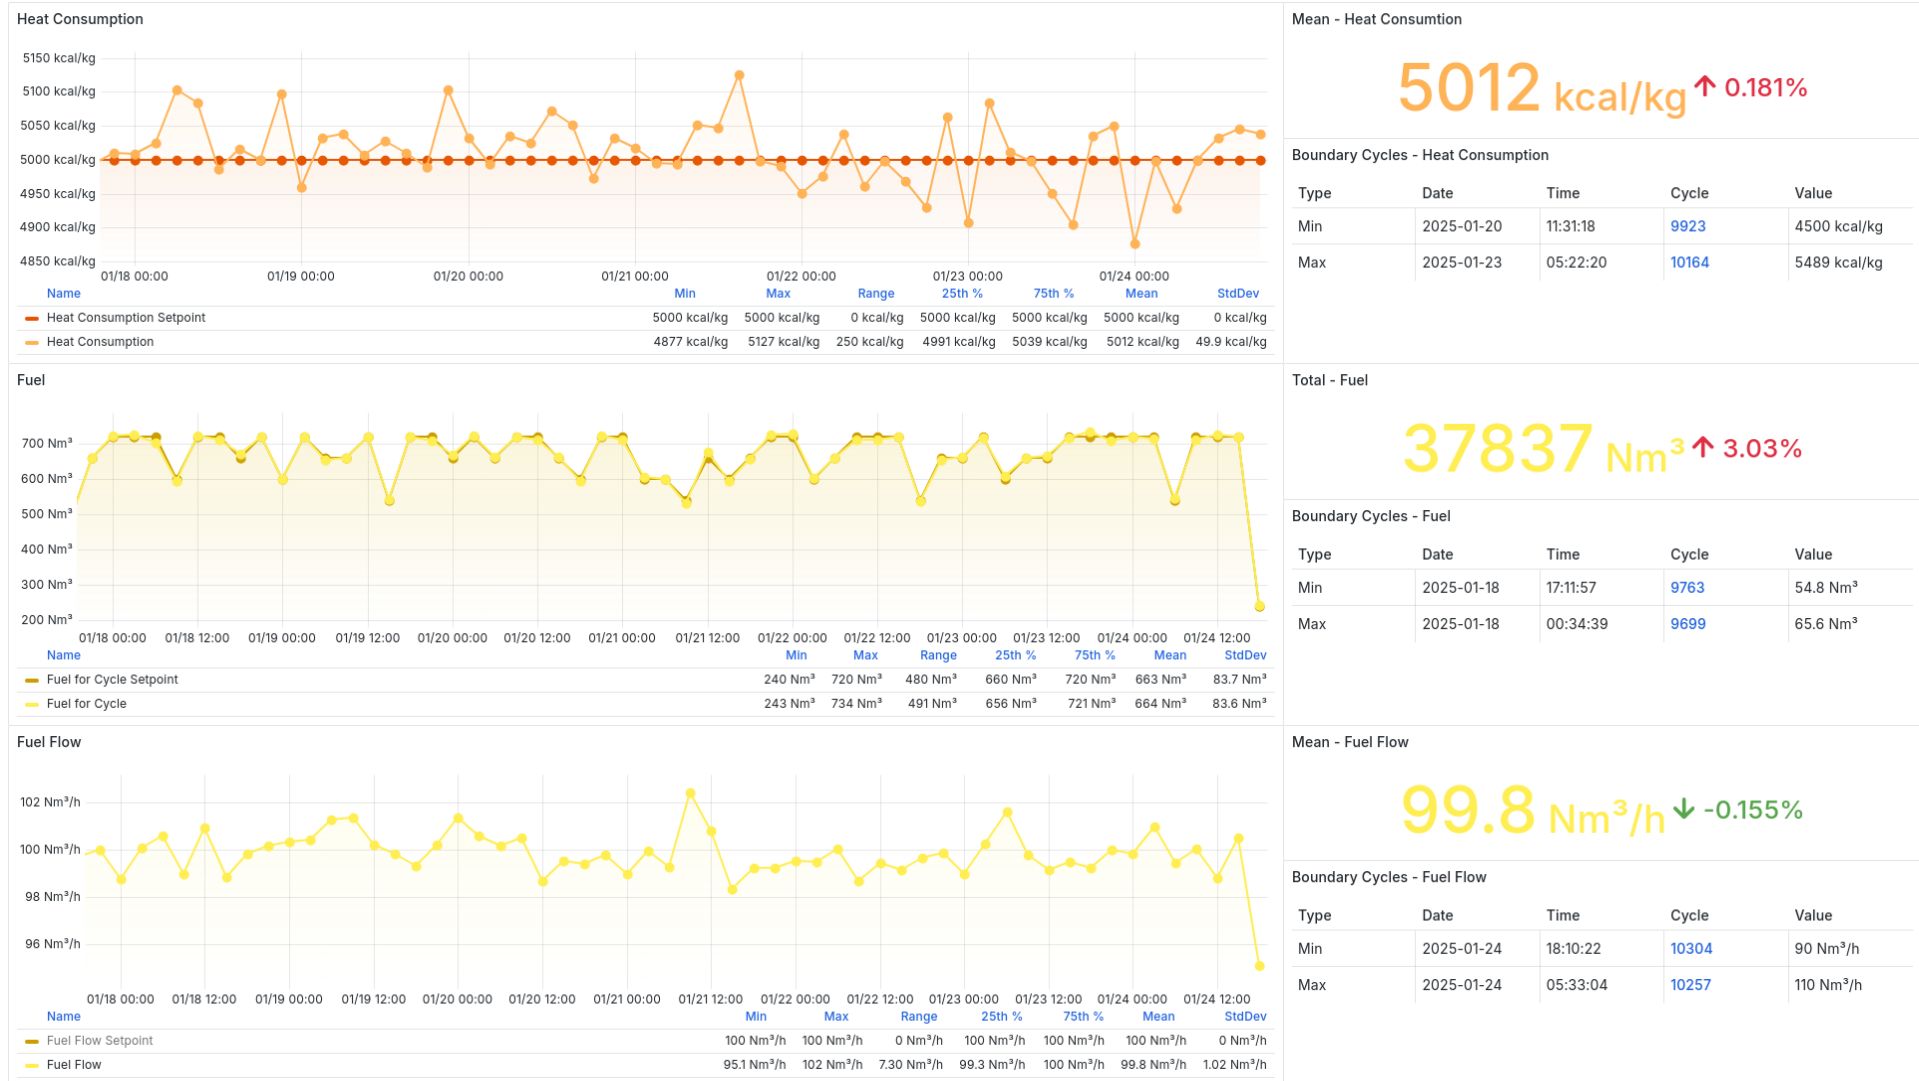 Heat Consumption
5150 kcal/kg
5100 kcal/kg
5050 kcal/kg
5000 kcal/kg
4950 kcal/kg
4900 kcal/kg
4850 kcal/kg
01/18 00:00 01/19 00:00 01/20 00:00 01/21 00:00 01/22 00:00 01/23 00:00 01/24 00:00
Name Min Max Range 25th % 75th % Mean StdDev
Heat Consumption Setpoint 5000 kcal/kg 5000 kcal/kg 0 kcal/kg 5000 kcal/kg 5000 kcal/kg 5000 kcal/kg 0 kcal/kg
Heat Consumption 4877 kcal/kg 5127 kcal/kg 250 kcal/kg 4991 kcal/kg 5039 kcal/kg 5012 kcal/kg 49.9 kcal/kg
Mean - Heat Consumtion
5012 kcal/kg 0.181%
Boundary Cycles - Heat Consumption
Type Date Time Cycle Value
Min 2025-01-20 11:31:18 9923 4500 kcal/kg
Max 2025-01-23 05:22:20 10164 5489 kcal/kg
Fuel
700 Nm³
600 Nm³
500 Nm³
400 Nm³
300 Nm³
200 Nm³
01/18 00:00 01/18 12:00 01/19 00:00 01/19 12:00 01/20 00:00 01/20 12:00 01/21 00:00 01/21 12:00 01/22 00:00 01/22 12:00 01/23 00:00 01/23 12:00 01/24 00:00 01/24 12:00
Name Min Max Range 25th % 75th % Mean StdDev
Fuel for Cycle Setpoint 240 Nm³ 720 Nm³ 480 Nm³ 660 Nm³ 720 Nm³ 663 Nm³ 83.7 Nm³
Fuel for Cycle 243 Nm³ 734 Nm³ 491 Nm³ 656 Nm³ 721 Nm³ 664 Nm³ 83.6 Nm³
Total - Fuel
37837 Nm³ 3.03%
Boundary Cycles - Fuel
Type Date Time Cycle Value
Min 2025-01-18 17:11:57 9763 54.8 Nm³
Max 2025-01-18 00:34:39 9699 65.6 Nm³
Fuel Flow
102 Nm³/h
100 Nm³/h
98 Nm³/h
96 Nm³/h
01/18 00:00 01/18 12:00 01/19 00:00 01/19 12:00 01/20 00:00 01/20 12:00 01/21 00:00 01/21 12:00 01/22 00:00 01/22 12:00 01/23 00:00 01/23 12:00 01/24 00:00 01/24 12:00
Name Min Max Range 25th % 75th % Mean StdDev
Fuel Flow Setpoint 100 Nm³/h 100 Nm³/h 0 Nm³/h 100 Nm³/h 100 Nm³/h 100 Nm³/h 0 Nm³/h
Fuel Flow 95.1 Nm³/h 102 Nm³/h 7.30 Nm³/h 99.3 Nm³/h 100 Nm³/h 99.8 Nm³/h 1.02 Nm³/h
Mean - Fuel Flow
99.8 Nm³/h -0.155%
Boundary Cycles - Fuel Flow
Type Date Time Cycle Value
Min 2025-01-24 18:10:22 10304 90 Nm³/h
Max 2025-01-24 05:33:04 10257 110 Nm³/h